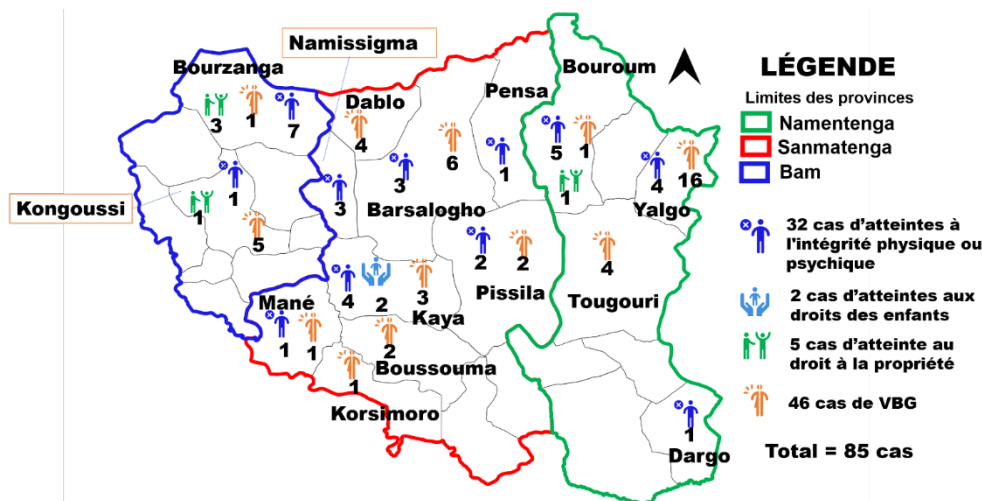 Namissigma
Bourzanga
3
1
7
Kongoussi
1
1
5
Dablo
4
Pensa
6
3
1
3
Barsalogho
Bouroum
5
1
1
4
16
Yalgo
2
2
Pissila
4
Tougouri
4
2
3
Kaya
Mané
1
1
2
Boussouma
1
Korsimoro
1
Dargo
LÉGENDE
Limites des provinces
Namentenga
Sanmatenga
Bam
32 cas d'atteintes à
l'intégrité physique ou
psychique
2 cas d'atteintes aux
droits des enfants
5 cas d'atteinte au
droit à la propriété
46 cas de VBG
Total = 85 cas